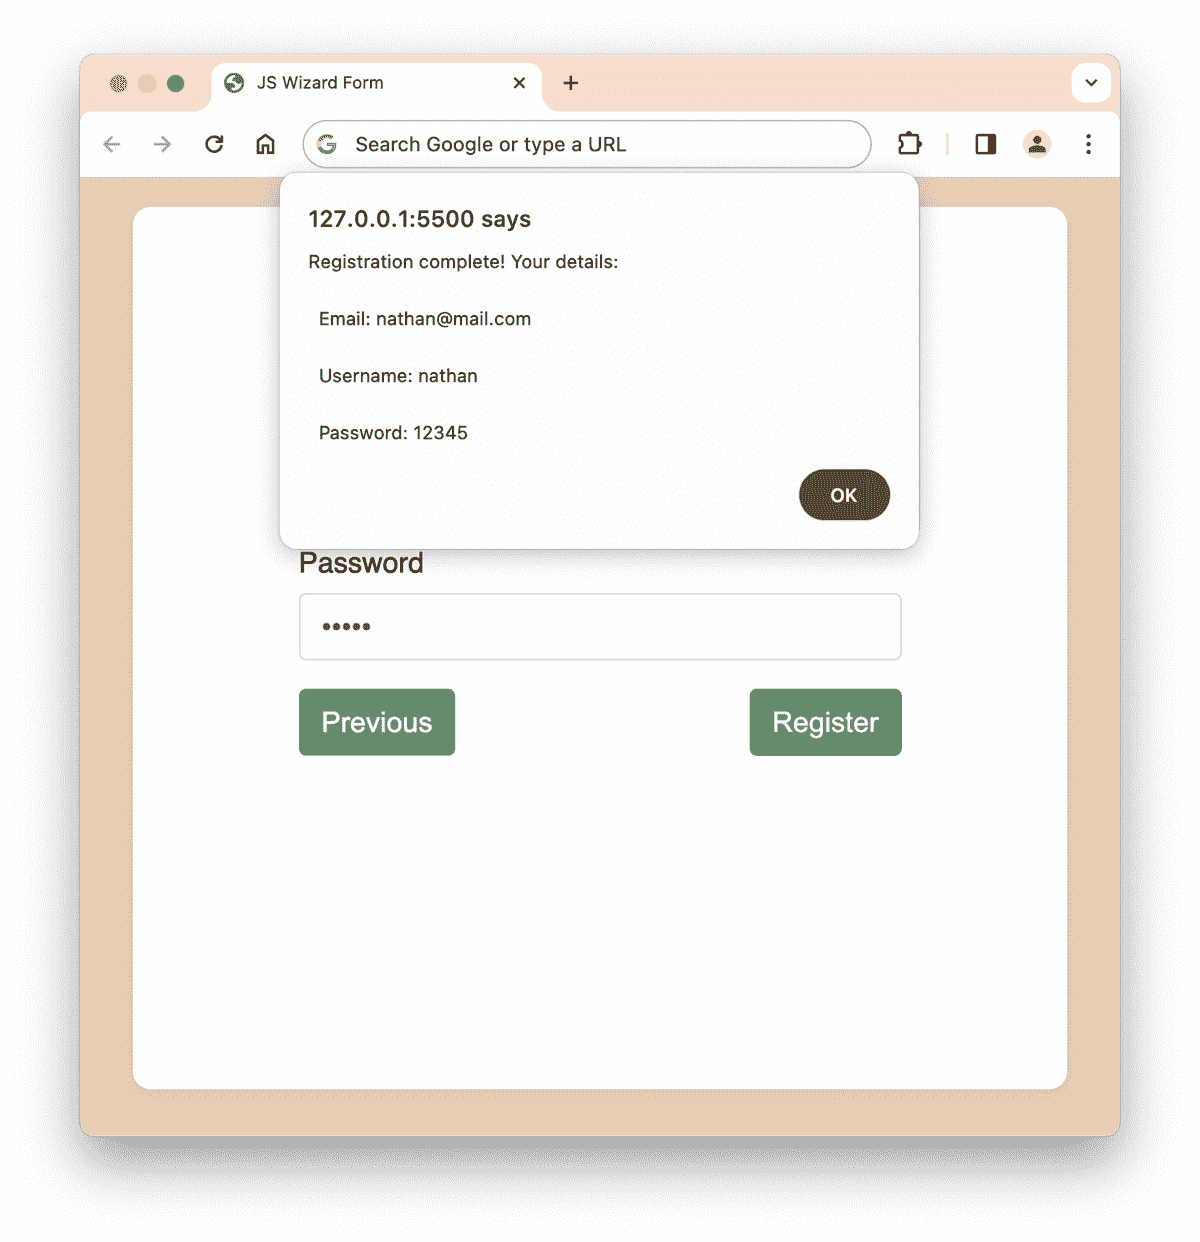 JS Wizard Form
Search Google or type a URL
127.0.0.1:5500 says
Registration complete! Your details:
Email: nathan@mail.com
Username: nathan
Password: 12345
OK
Password
•••••
Previous
Register